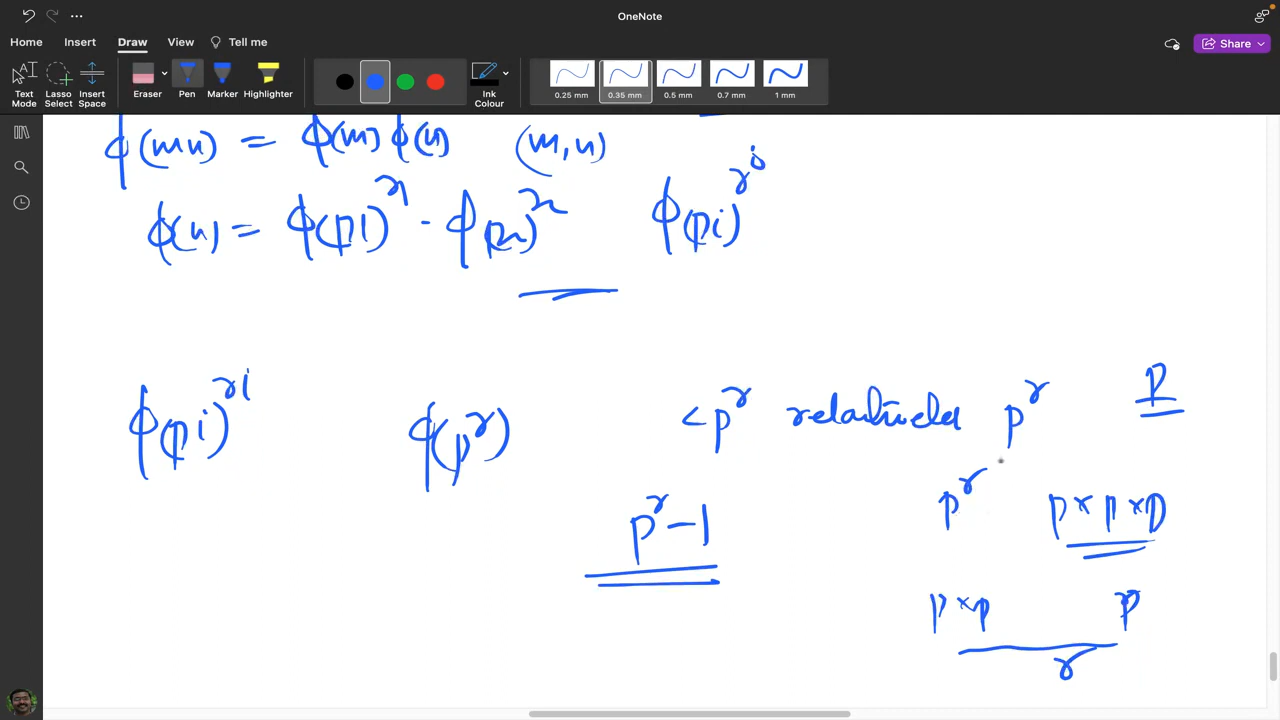 OneNote
Home Insert Draw View Tell me
Share
Text Mode
Lasso Select
Insert Space
Eraser
Pen
Marker
Highlighter
Ink Colour
0.25 mm
0.35 mm
0.5 mm
0.7 mm
1 mm
ϕ(mn) = ϕ(m) ϕ(n) (m,n)
ϕ(n) = ϕ(p1)^r1 · ϕ(p2)^r2 ϕ(pi)^ri
ϕ(pi)^ri ϕ(p^r) < p^r p^r p
p^r - 1 p^r p × p × p
p × p p
r